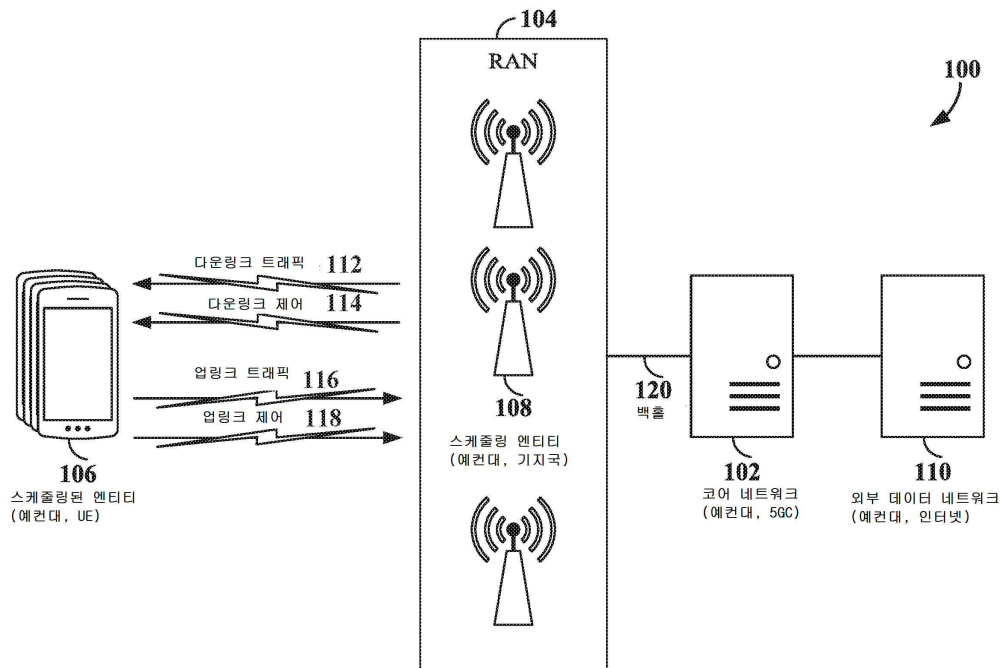 104
RAN
100
다운링크 트래픽 112
다운링크 제어 114
업링크 트래픽 116
업링크 제어 118
106
스케줄링된 엔티티
(예컨대, UE)
108
스케줄링 엔티티
(예컨대, 기지국)
120
백홀
102
코어 네트워크
(예컨대, 5GC)
110
외부 데이터 네트워크
(예컨대, 인터넷)